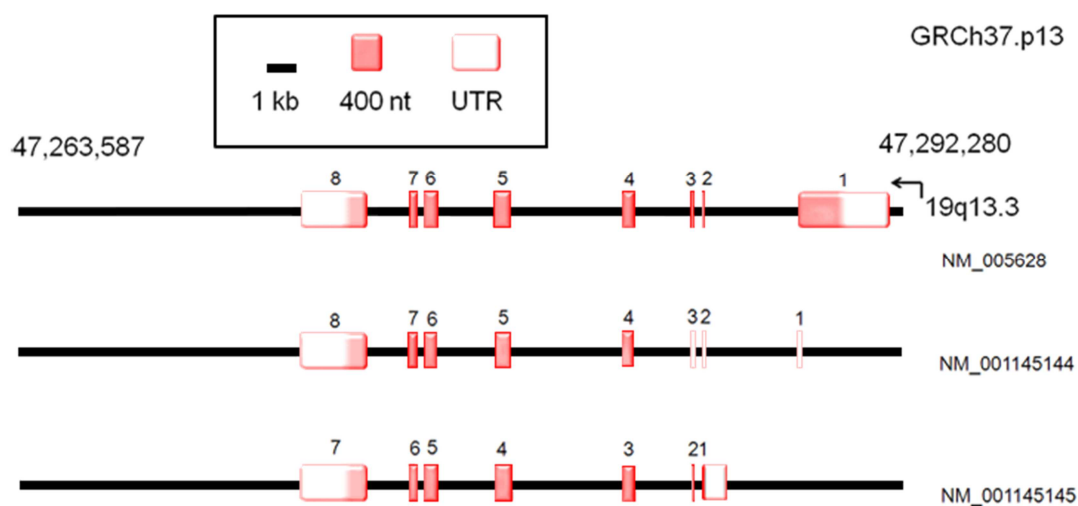 GRCh37.p13
1 kb 400 nt UTR
47,263,587 47,292,280
8 7 6 5 4 3 2 1
19q13.3
NM_005628
8 7 6 5 4 3 2 1
NM_001145144
7 6 5 4 3 2 1
NM_001145145